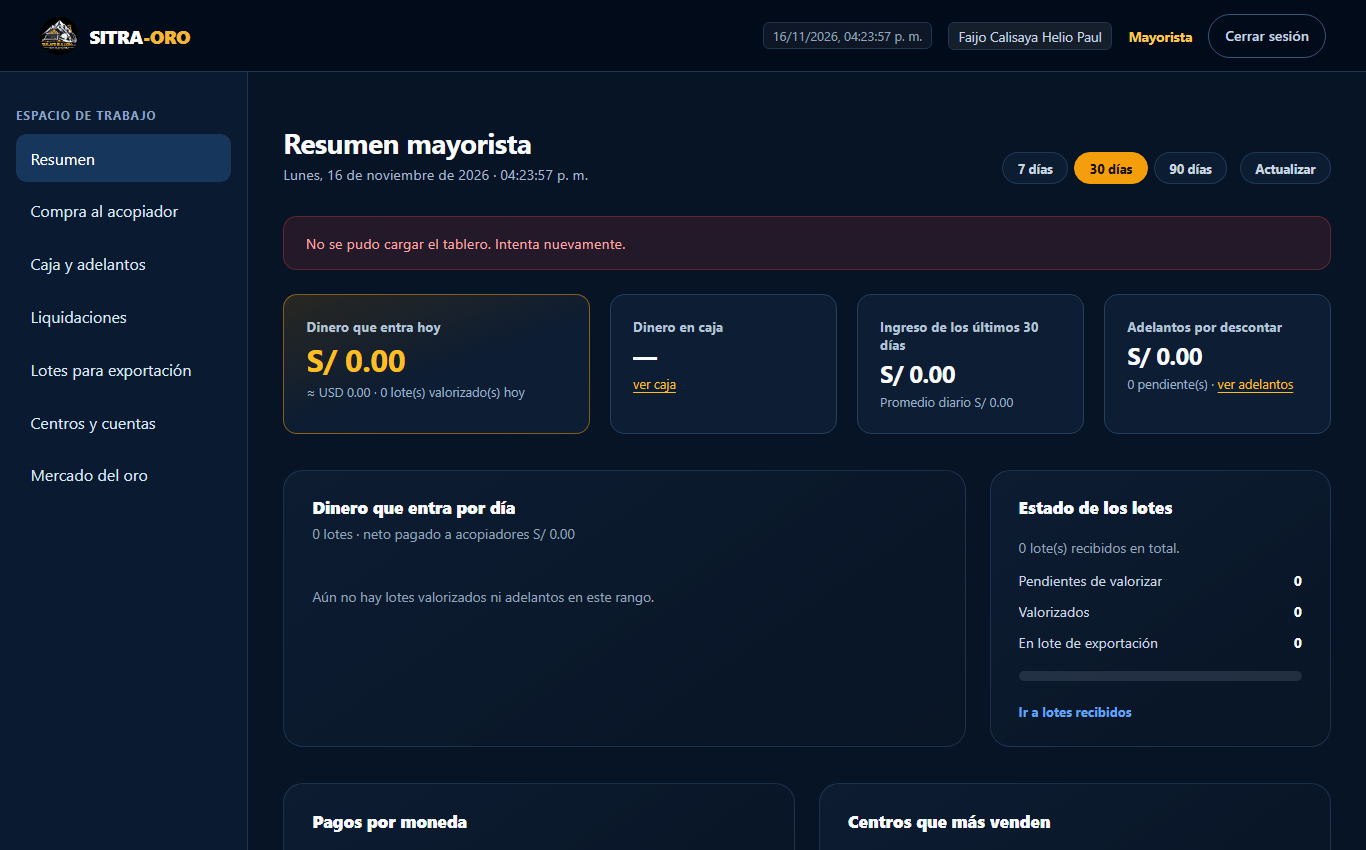 SITRA-ORO
16/11/2026, 04:23:57 p. m.
Faijo Calisaya Helio Paul
Mayorista
Cerrar sesión
ESPACIO DE TRABAJO
Resumen
Compra al acopiador
Caja y adelantos
Liquidaciones
Lotes para exportación
Centros y cuentas
Mercado del oro
Resumen mayorista
Lunes, 16 de noviembre de 2026 · 04:23:57 p. m.
7 días
30 días
90 días
Actualizar
No se pudo cargar el tablero. Intenta nuevamente.
Dinero que entra hoy
S/ 0.00
≈ USD 0.00 · 0 lote(s) valorizado(s) hoy
Dinero en caja
—
ver caja
Ingreso de los últimos 30
días
S/ 0.00
Promedio diario S/ 0.00
Adelantos por descontar
S/ 0.00
0 pendiente(s) · ver adelantos
Dinero que entra por día
0 lotes · neto pagado a acopiadores S/ 0.00
Aún no hay lotes valorizados ni adelantos en este rango.
Estado de los lotes
0 lote(s) recibidos en total.
Pendientes de valorizar 0
Valorizados 0
En lote de exportación 0
Ir a lotes recibidos
Pagos por moneda
Centros que más venden